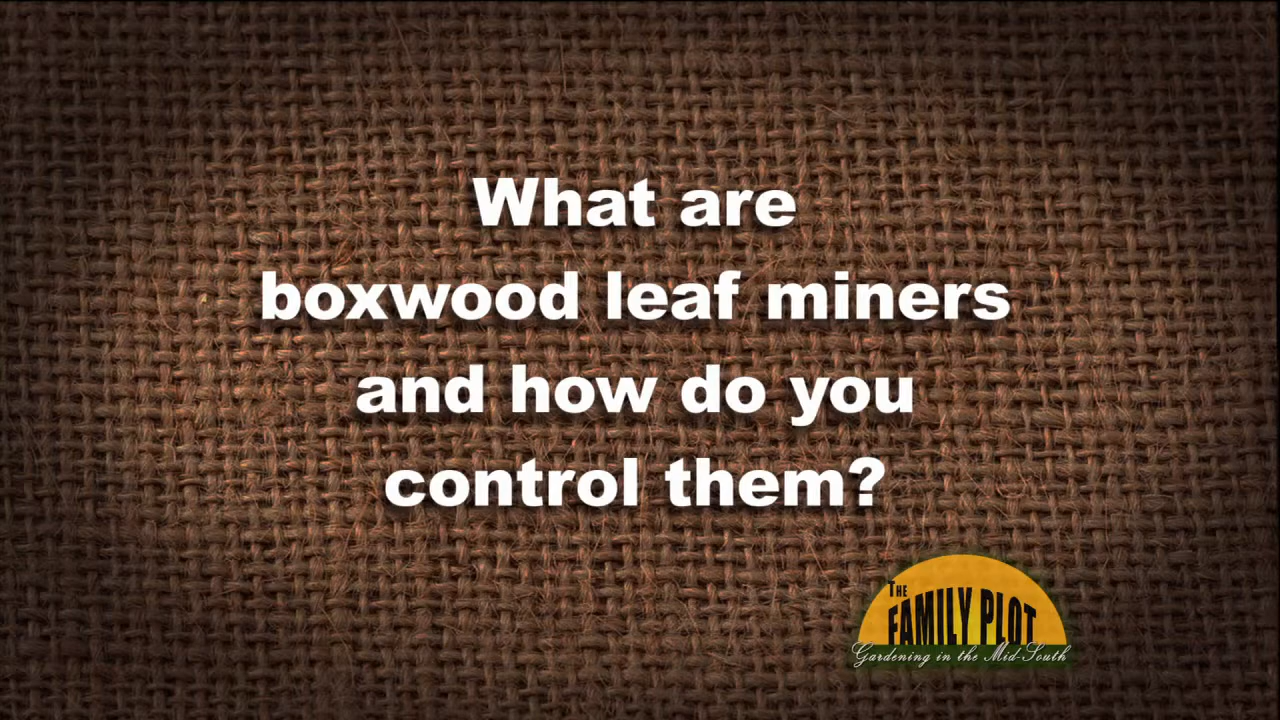 What are
boxwood leaf miners
and how do you
control them?
THE
FAMILY PLOT
Gardening in the Mid-South